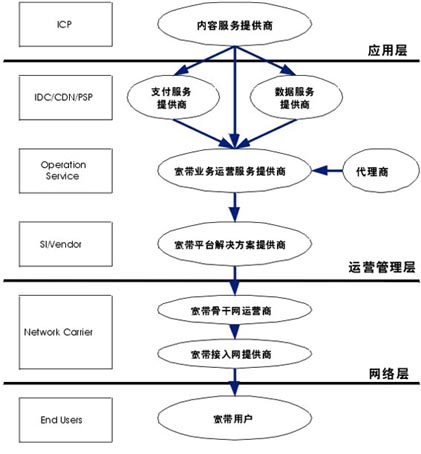 ICP
内容服务提供商
应用层
IDC/CDN/PSP
支付服务
提供商
数据服务
提供商
Operation
Service
宽带业务运营服务提供商
代理商
SI/Vendor
宽带平台解决方案提供商
运营管理层
Network Carrier
宽带骨干网运营商
宽带接入网提供商
网络层
End Users
宽带用户